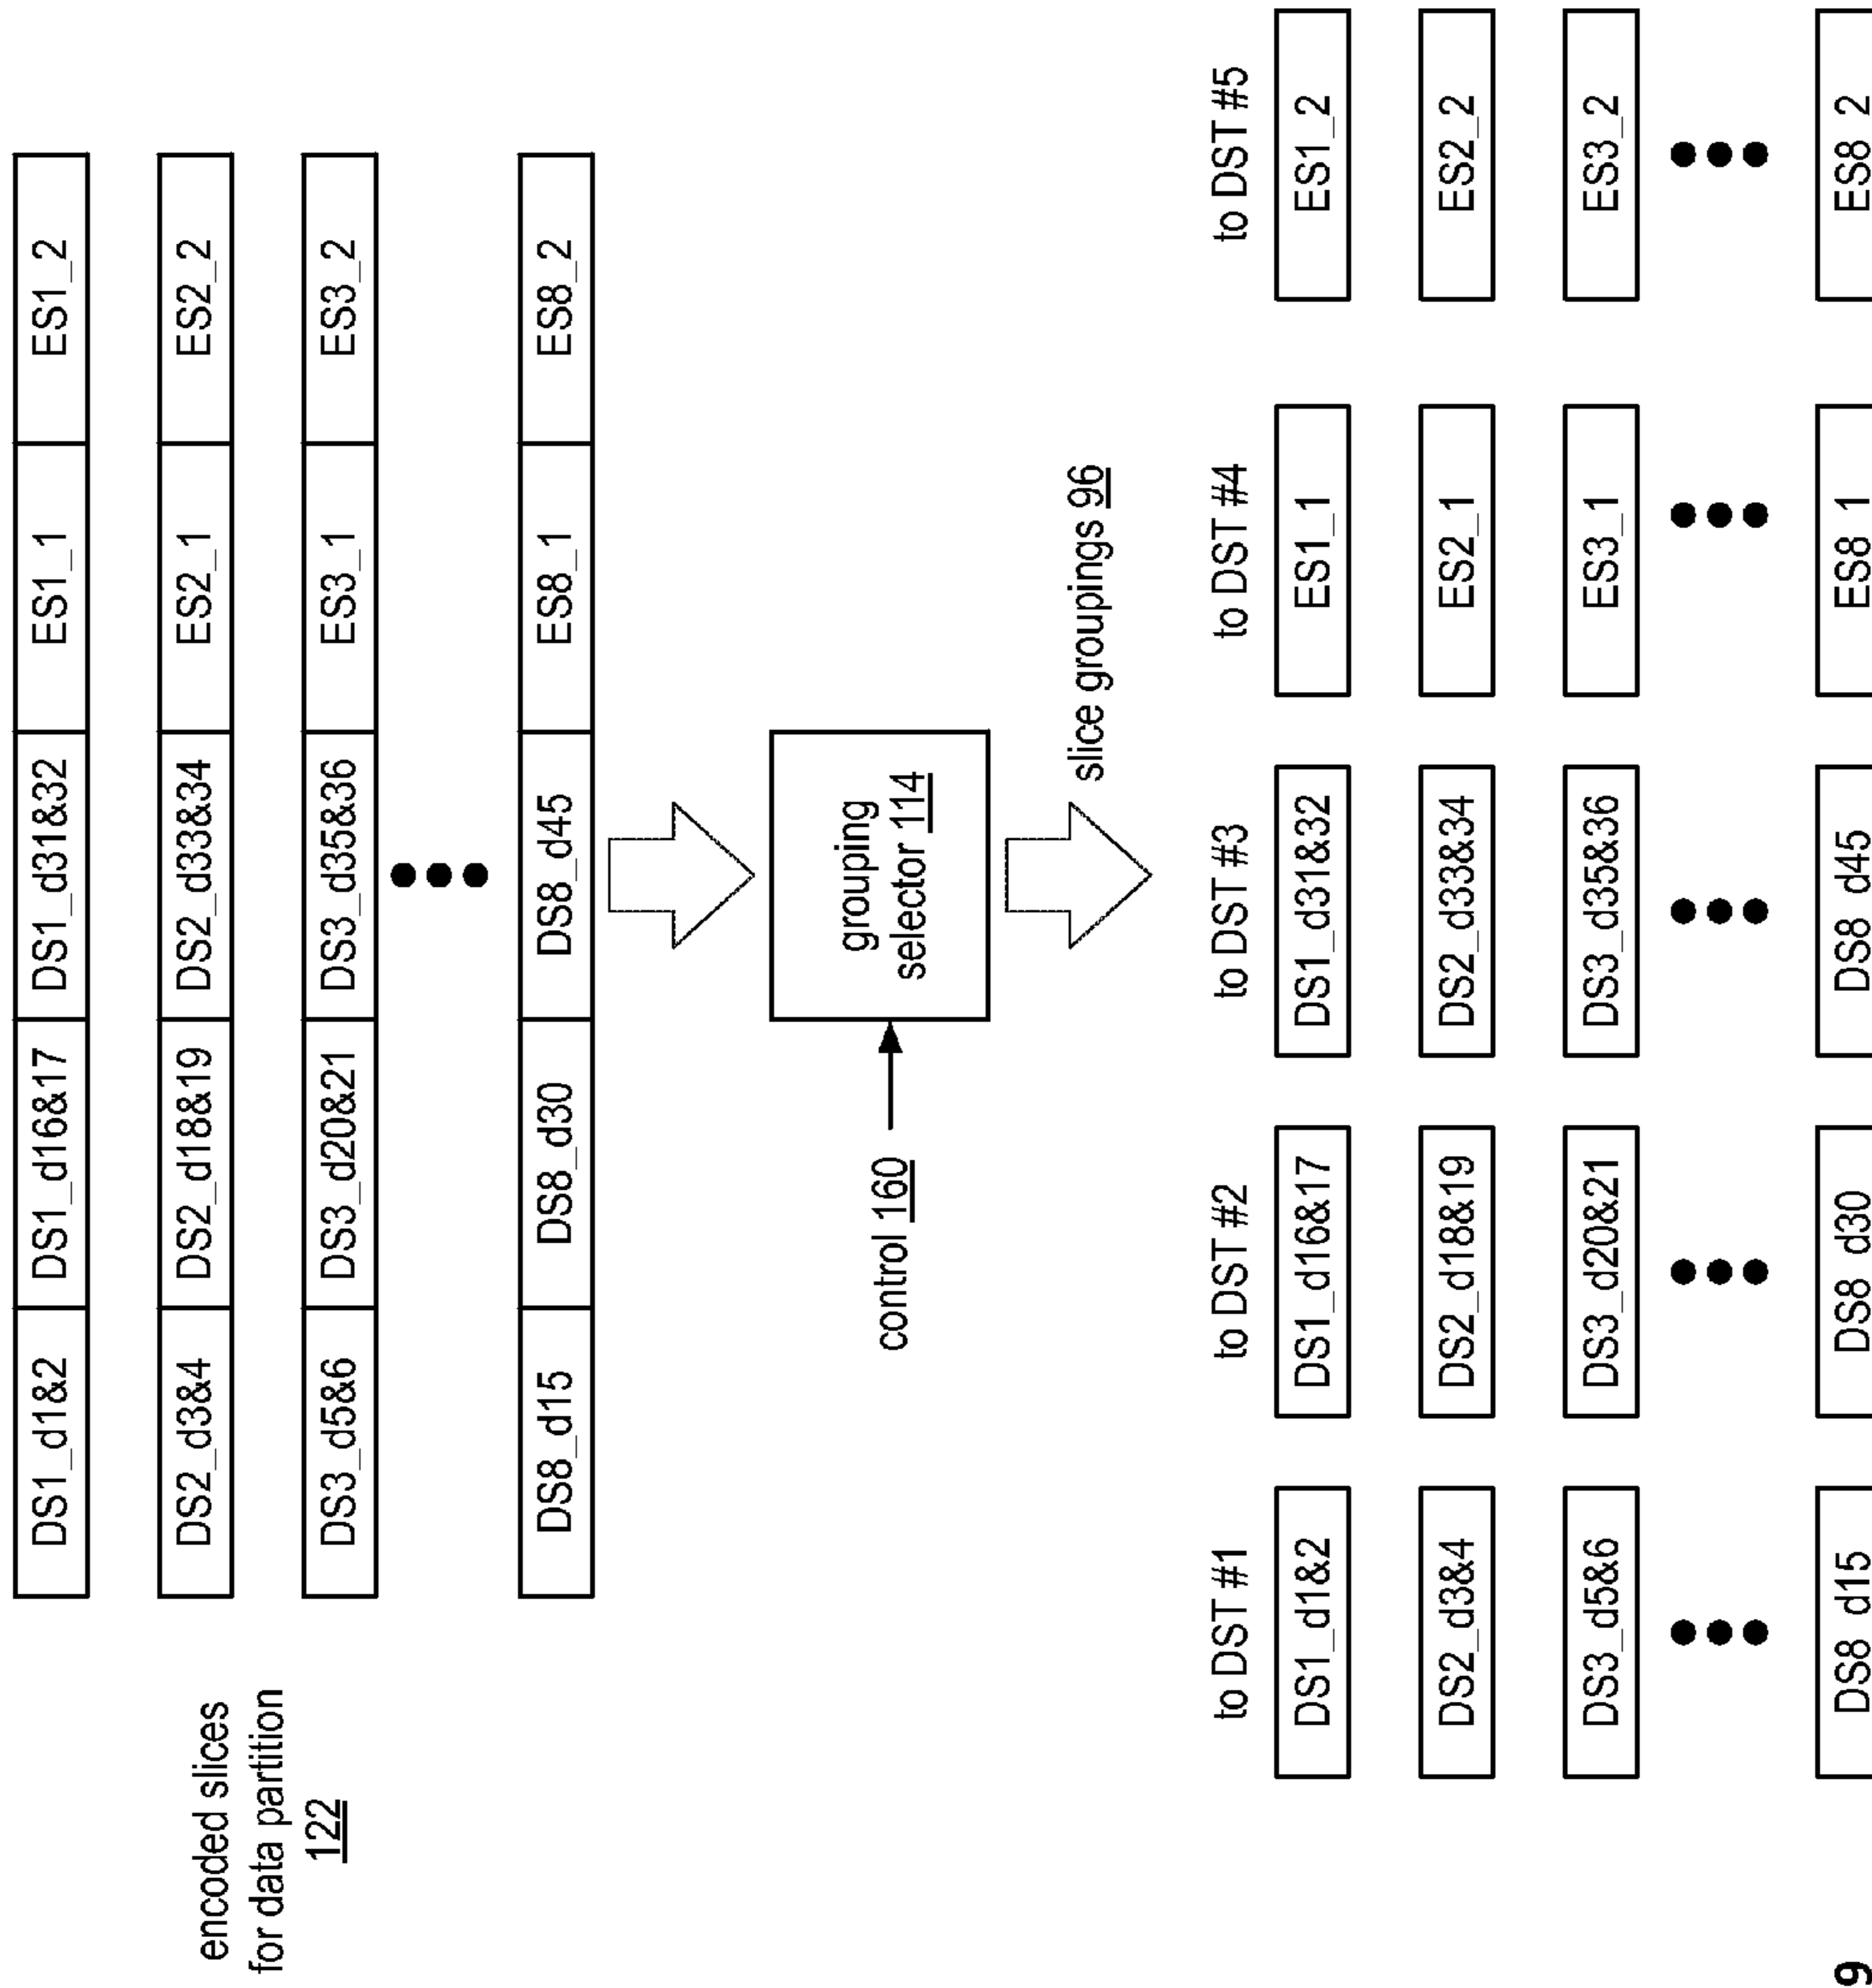 DS1_d1&2 DS1_d16&17 DS1_d31&32 ES1_1 ES1_2
encoded slices
for data partition
122
DS2_d3&4 DS2_d18&19 DS2_d33&34 ES2_1 ES2_2
DS3_d5&6 DS3_d20&21 DS3_d35&36 ES3_1 ES3_2
DS8_d15 DS8_d30 DS8_d45 ES8_1 ES8_2
control 160
grouping
selector 114
slice groupings 96
to DST #1 to DST #2 to DST #3 to DST #4 to DST #5
DS1_d1&2 DS1_d16&17 DS1_d31&32 ES1_1 ES1_2
DS2_d3&4 DS2_d18&19 DS2_d33&34 ES2_1 ES2_2
DS3_d5&6 DS3_d20&21 DS3_d35&36 ES3_1 ES3_2
DS8_d15 DS8_d30 DS8_d45 ES8_1 ES8_2
9